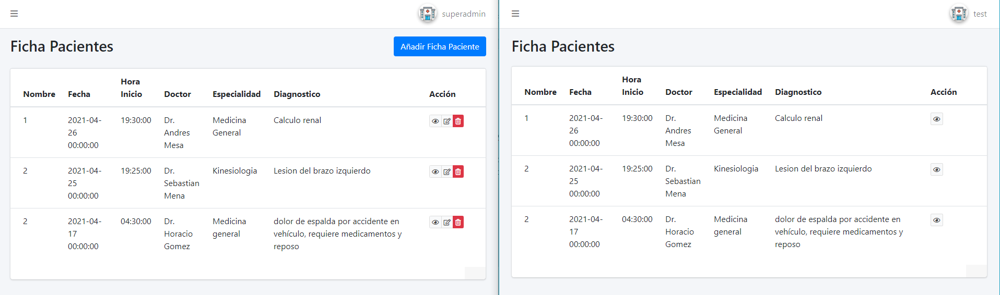 superadmin
Ficha Pacientes
Añadir Ficha Paciente
Nombre Fecha Hora Inicio Doctor Especialidad Diagnostico Acción
1 2021-04-26 00:00:00 19:30:00 Dr. Andres Mesa Medicina General Calculo renal
2 2021-04-25 00:00:00 19:25:00 Dr. Sebastian Mena Kinesiologia Lesion del brazo izquierdo
2 2021-04-17 00:00:00 04:30:00 Dr. Horacio Gomez Medicina general dolor de espalda por accidente en vehículo, requiere medicamentos y reposo
test
Ficha Pacientes
Nombre Fecha Hora Inicio Doctor Especialidad Diagnostico Acción
1 2021-04-26 00:00:00 19:30:00 Dr. Andres Mesa Medicina General Calculo renal
2 2021-04-25 00:00:00 19:25:00 Dr. Sebastian Mena Kinesiologia Lesion del brazo izquierdo
2 2021-04-17 00:00:00 04:30:00 Dr. Horacio Gomez Medicina general dolor de espalda por accidente en vehículo, requiere medicamentos y reposo